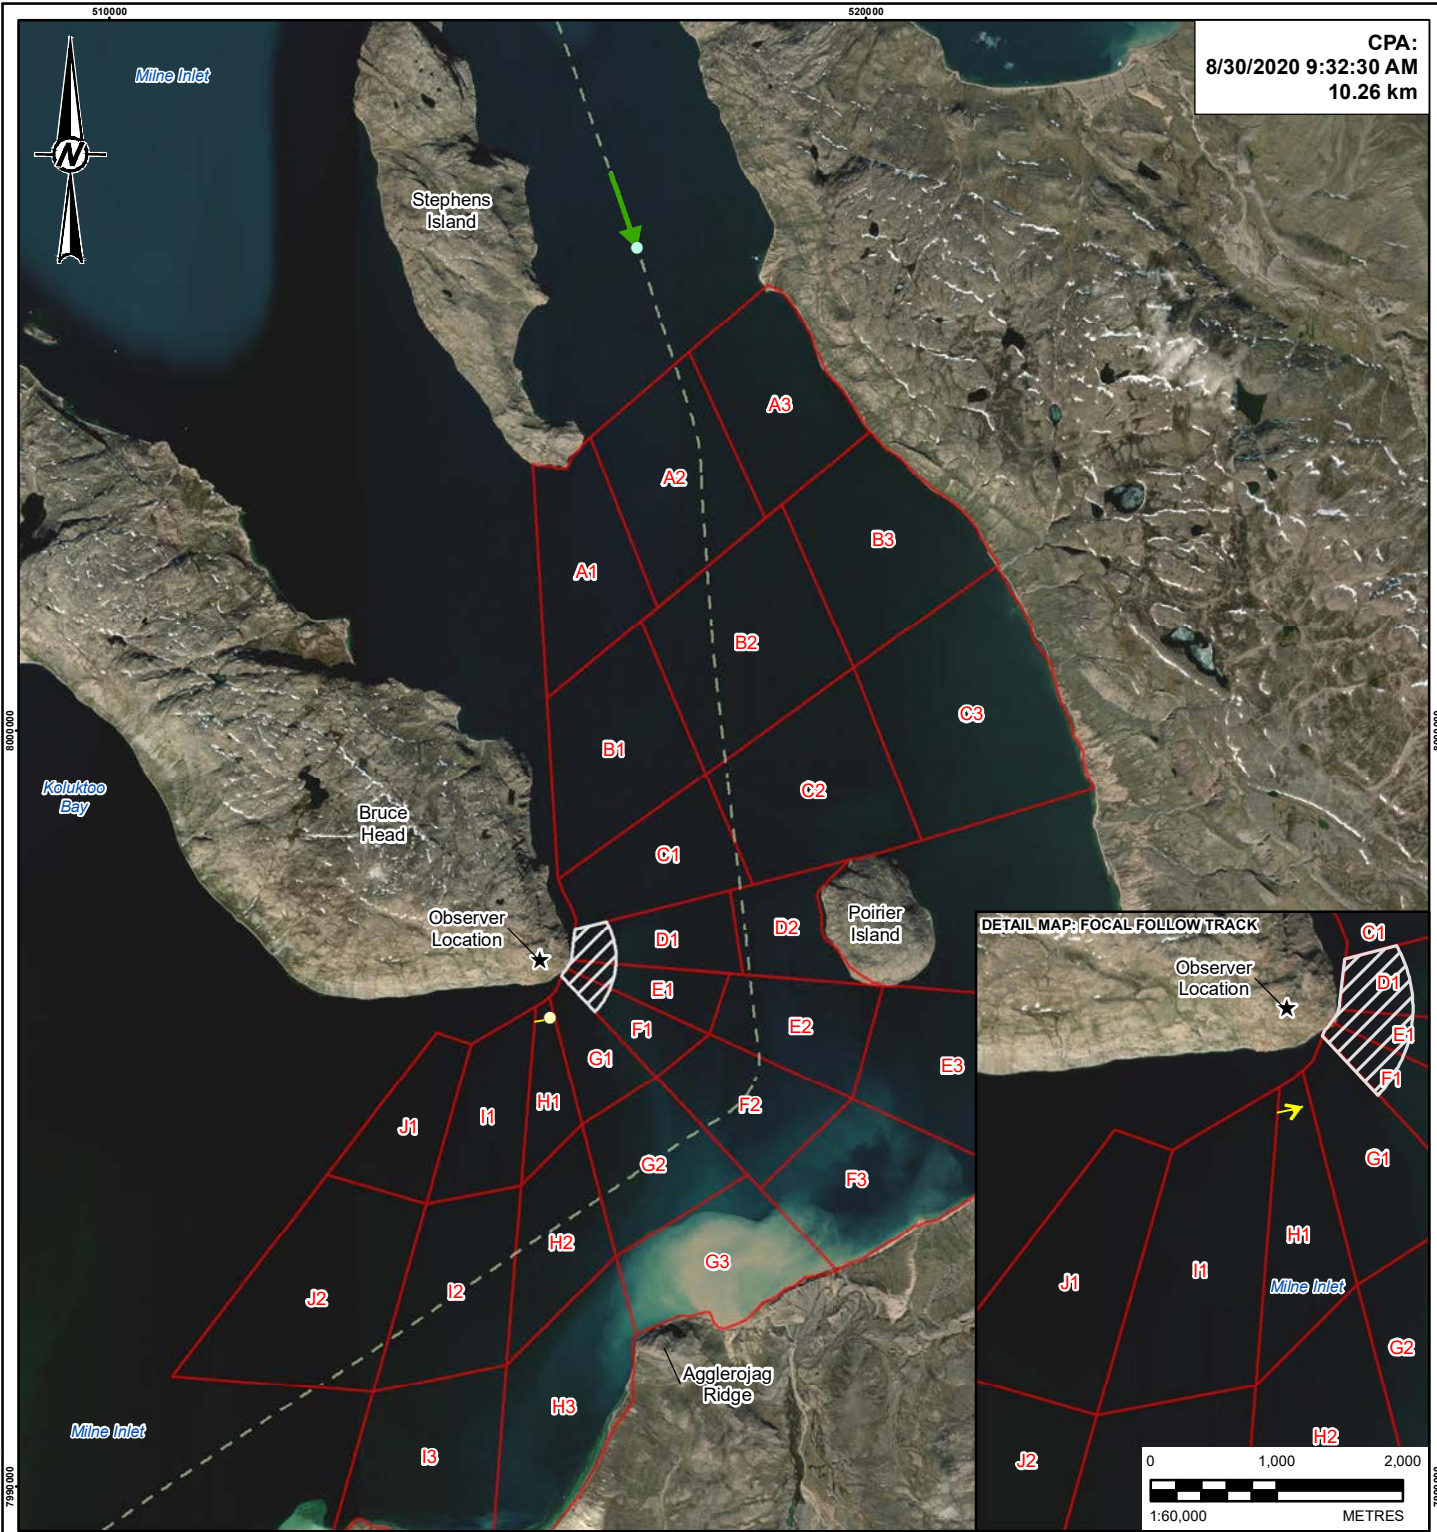 510000
520000
CPA:
8/30/2020 9:32:30 AM
10.26 km
Milne Inlet
N
Stephens
Island
A3
A2
A1
B3
B2
B1
C3
C2
C1
8000000
8000000
Koluktoo
Bay
Bruce
Head
Observer
Location
D1
D2
Poirier
Island
E1
E2
E3
F1
F2
F3
G1
G2
G3
H1
H2
H3
I1
I2
I3
J1
J2
Agglerojag
Ridge
Milne Inlet
7990000
DETAIL MAP: FOCAL FOLLOW TRACK
C1
Observer
Location
D1
E1
F1
G1
H1
I1
J1
Milne Inlet
G2
H2
J2
0 1,000 2,000
1:60,000 METRES
7990000